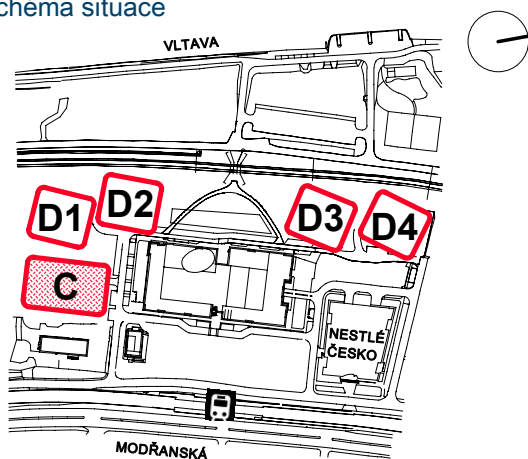 chema situace
VLTAVA
D1
D2
D3
D4
C
NESTLÉ
ČESKO
MODŘANSKÁ